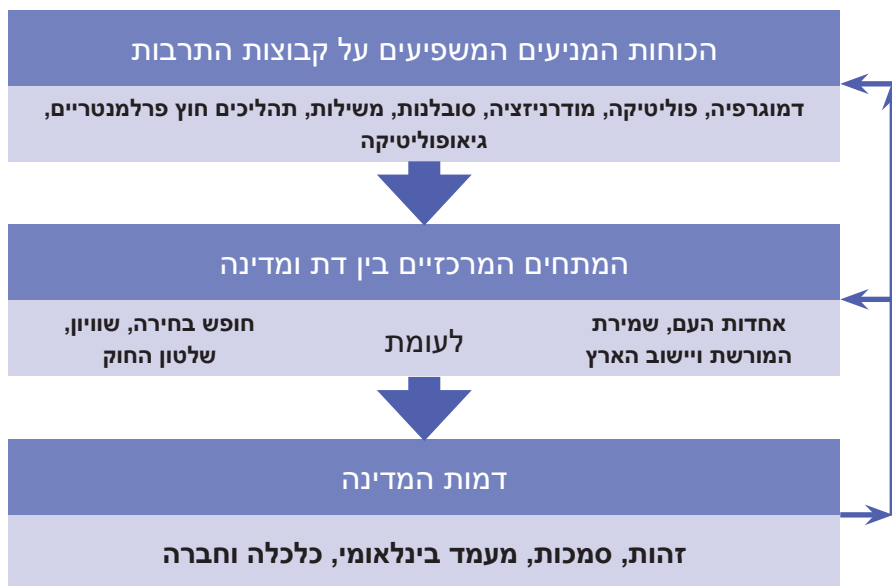 הכוחות המניעים המשפיעים על קבוצות התרבות
דמוגרפיה, פוליטיקה, מודרניזציה, סובלנות, משילות, תהליכים חוץ פרלמנטריים,
גיאופוליטיקה
המתחים המרכזיים בין דת ומדינה
אחדות העם, שמירת
המורשת ויישוב הארץ
לעומת
חופש בחירה, שוויון,
שלטון החוק
דמות המדינה
זהות, סמכות, מעמד בינלאומי, כלכלה וחברה